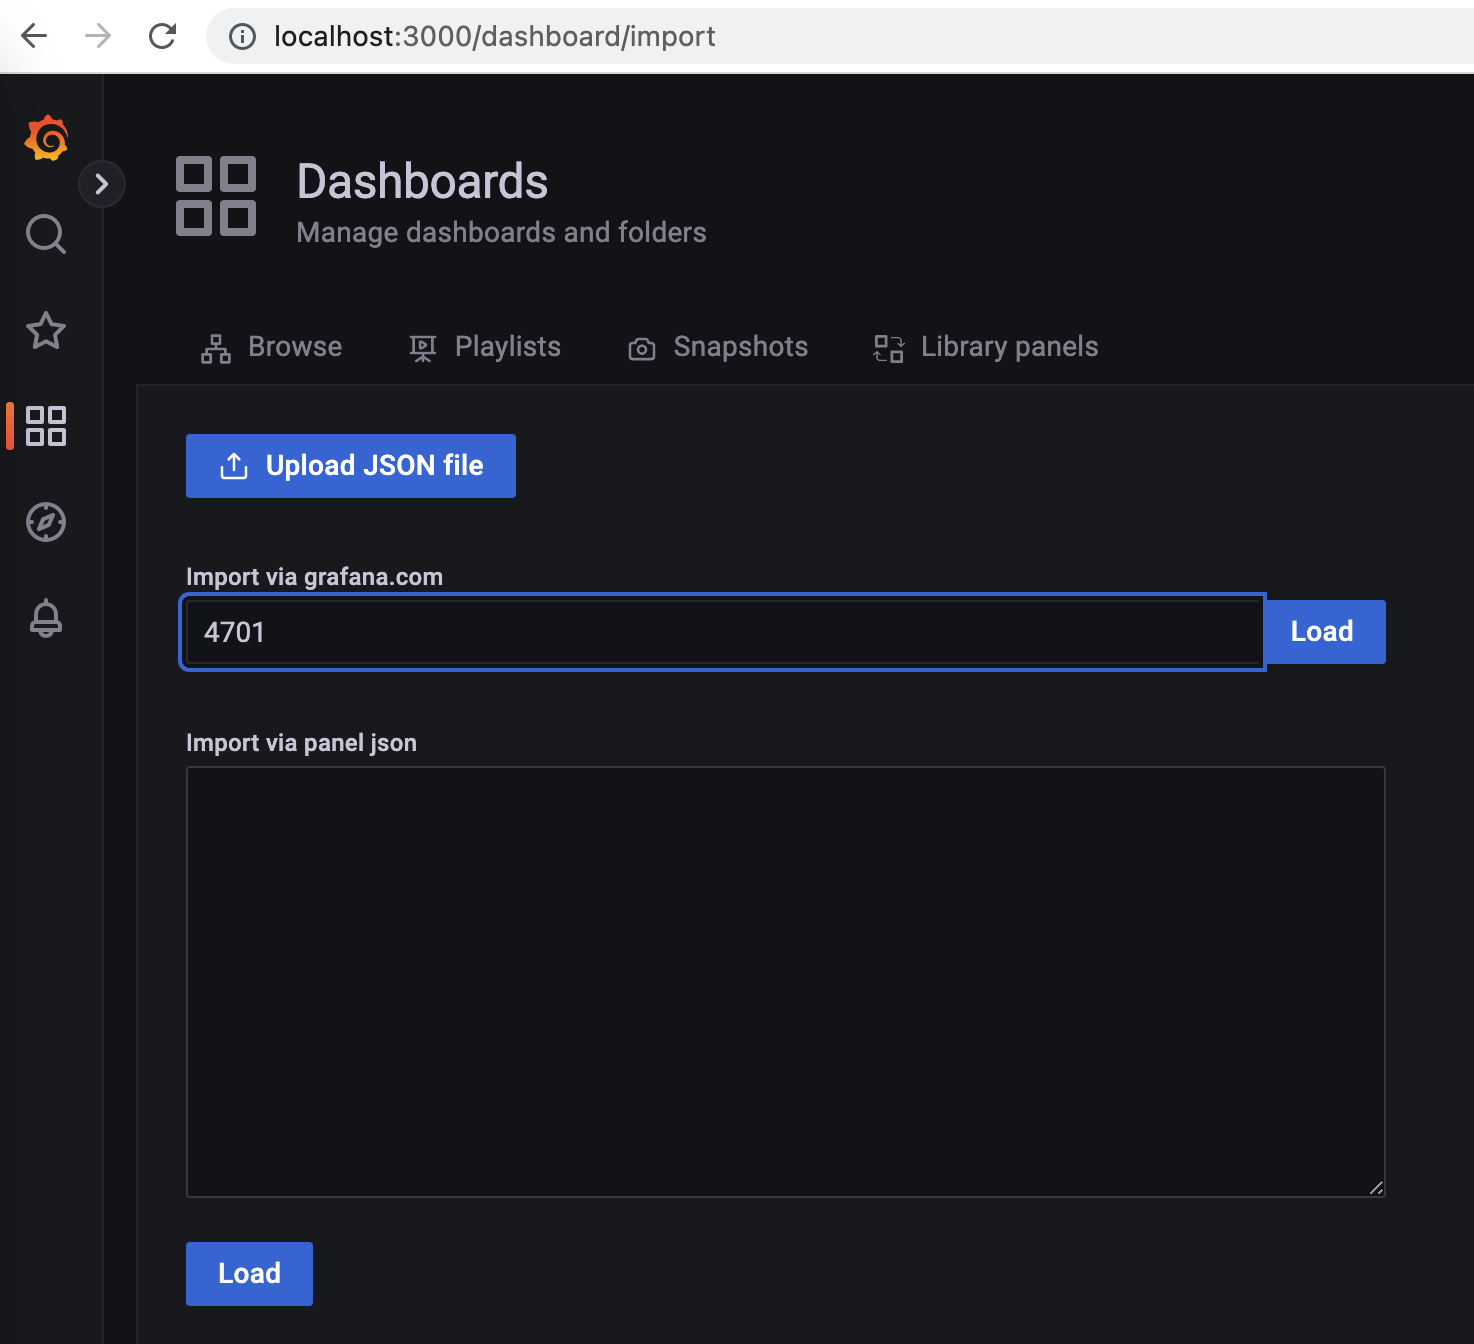 localhost:3000/dashboard/import
Dashboards
Manage dashboards and folders
Browse Playlists Snapshots Library panels
Upload JSON file
Import via grafana.com
4701 Load
Import via panel json
Load